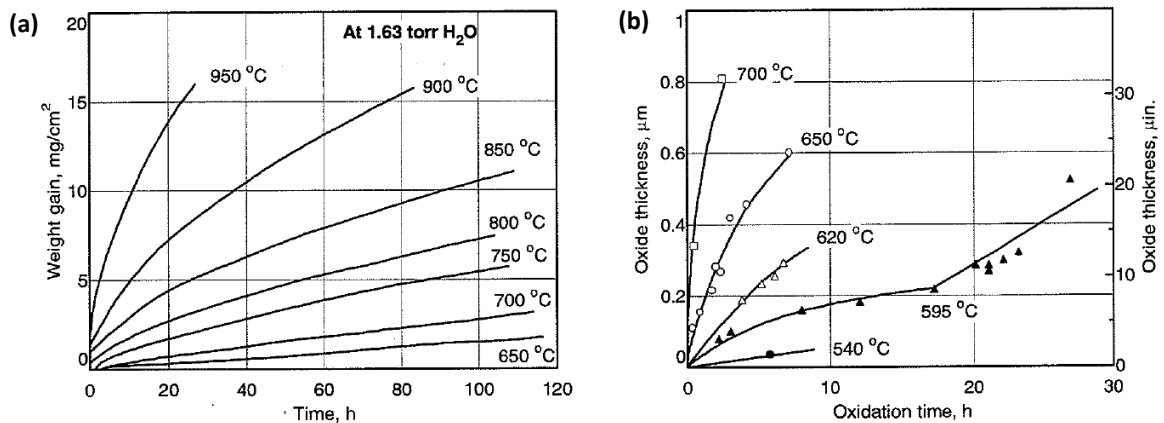 (a)
At 1.63 torr H₂O
20
15
10
5
0
Weight gain, mg/cm²
950 °C
900 °C
850 °C
800 °C
750 °C
700 °C
650 °C
0 20 40 60 80 100 120
Time, h
(b)
1
0.8
0.6
0.4
0.2
0
Oxide thickness, μm
700 °C
650 °C
620 °C
595 °C
540 °C
30
20
10
0
Oxide thickness, μin.
0 10 20 30
Oxidation time, h